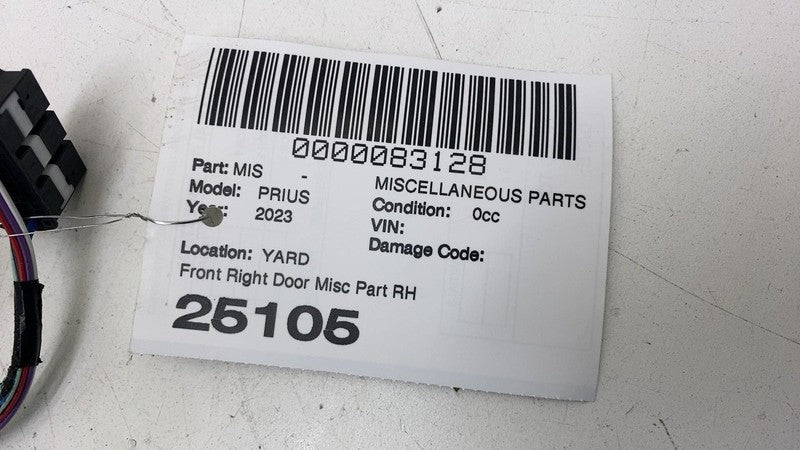 0000083128
Part: MIS - MISCELLANEOUS PARTS
Model: PRIUS Condition: 0cc
Year: 2023 VIN:
Damage Code:
Location: YARD
Front Right Door Misc Part RH
25105